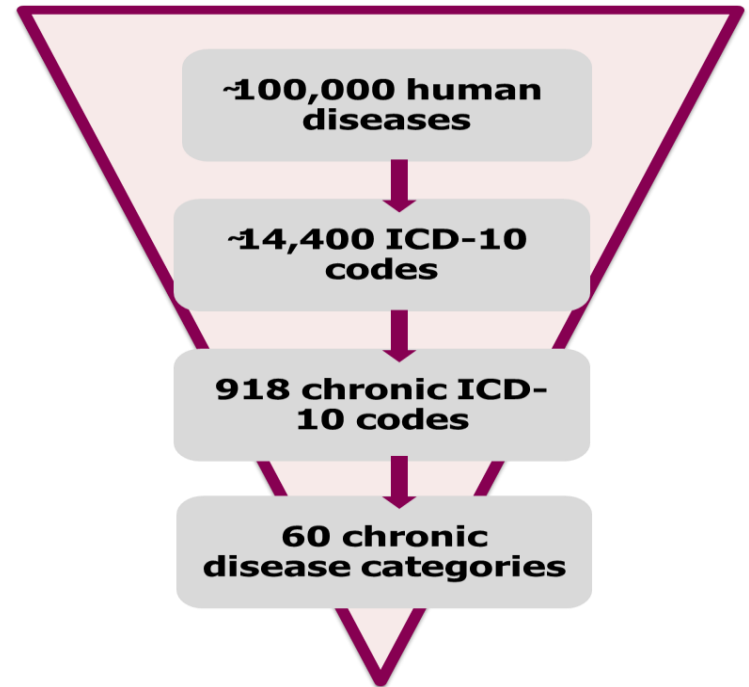 ~100,000 human
diseases
~14,400 ICD-10
codes
918 chronic ICD-
10 codes
60 chronic
disease categories